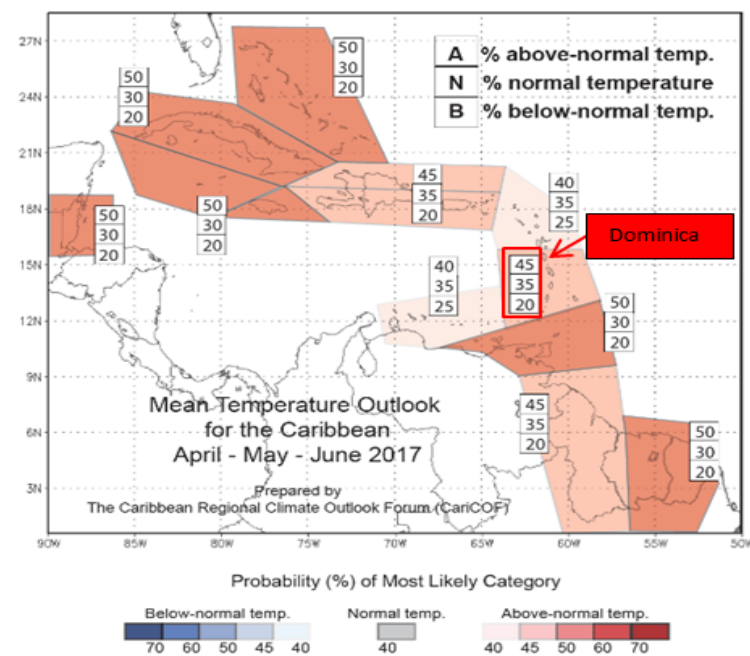 27N
24N
21N
18N
15N
12N
9N
6N
3N
50
30
20
50
30
20
A % above-normal temp.
N % normal temperature
B % below-normal temp.
45
35
20
40
35
25
50
30
20
50
30
20
Dominica
40
35
25
45
35
20
50
30
20
45
35
20
50
30
20
Mean Temperature Outlook
for the Caribbean
April - May - June 2017
Prepared by
The Caribbean Regional Climate Outlook Forum (CariCOF)
90W 85W 80W 75W 70W 65W 60W 55W 50W
Probability (%) of Most Likely Category
Below-normal temp. Normal temp. Above-normal temp.
70 60 50 45 40 40 40 45 50 60 70